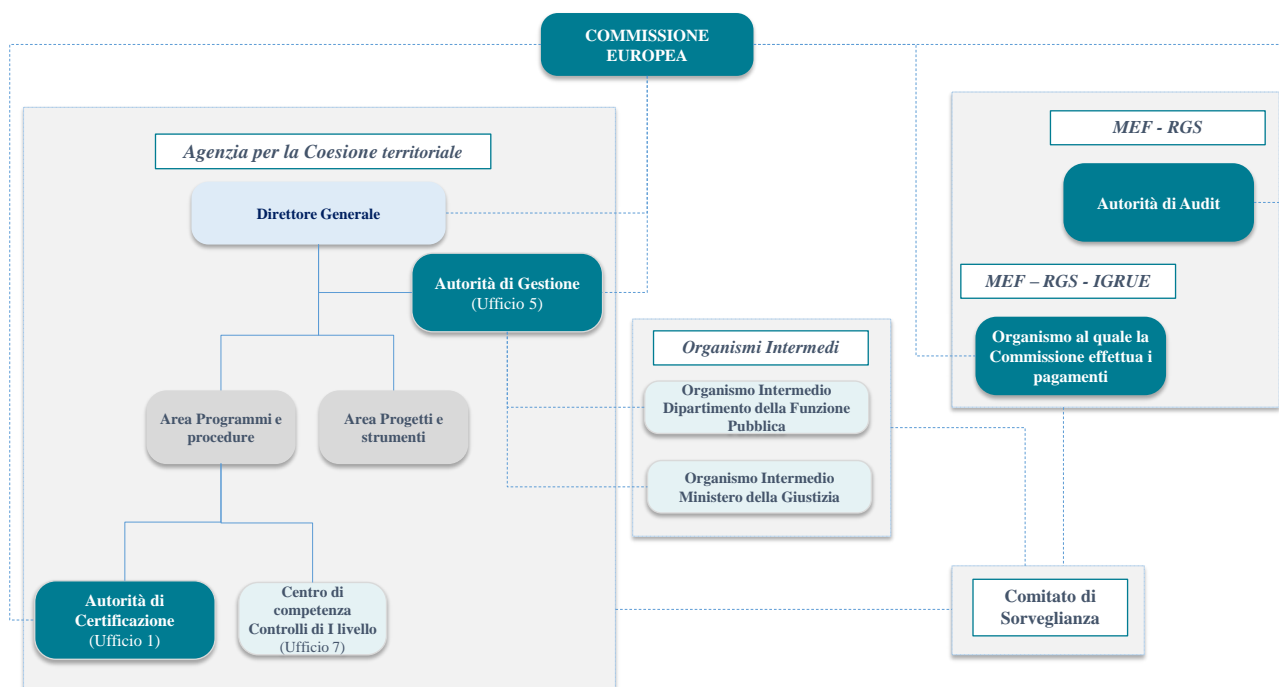 COMMISSIONE
EUROPEA
Agenzia per la Coesione territoriale
Direttore Generale
Autorità di Gestione
(Ufficio 5)
Area Programmi e
procedure
Area Progetti e
strumenti
Autorità di
Certificazione
(Ufficio 1)
Centro di
competenza
Controlli di I livello
(Ufficio 7)
Organismi Intermedi
Organismo Intermedio
Dipartimento della Funzione
Pubblica
Organismo Intermedio
Ministero della Giustizia
MEF - RGS
Autorità di Audit
MEF – RGS - IGRUE
Organismo al quale la
Commissione effettua i
pagamenti
Comitato di
Sorveglianza